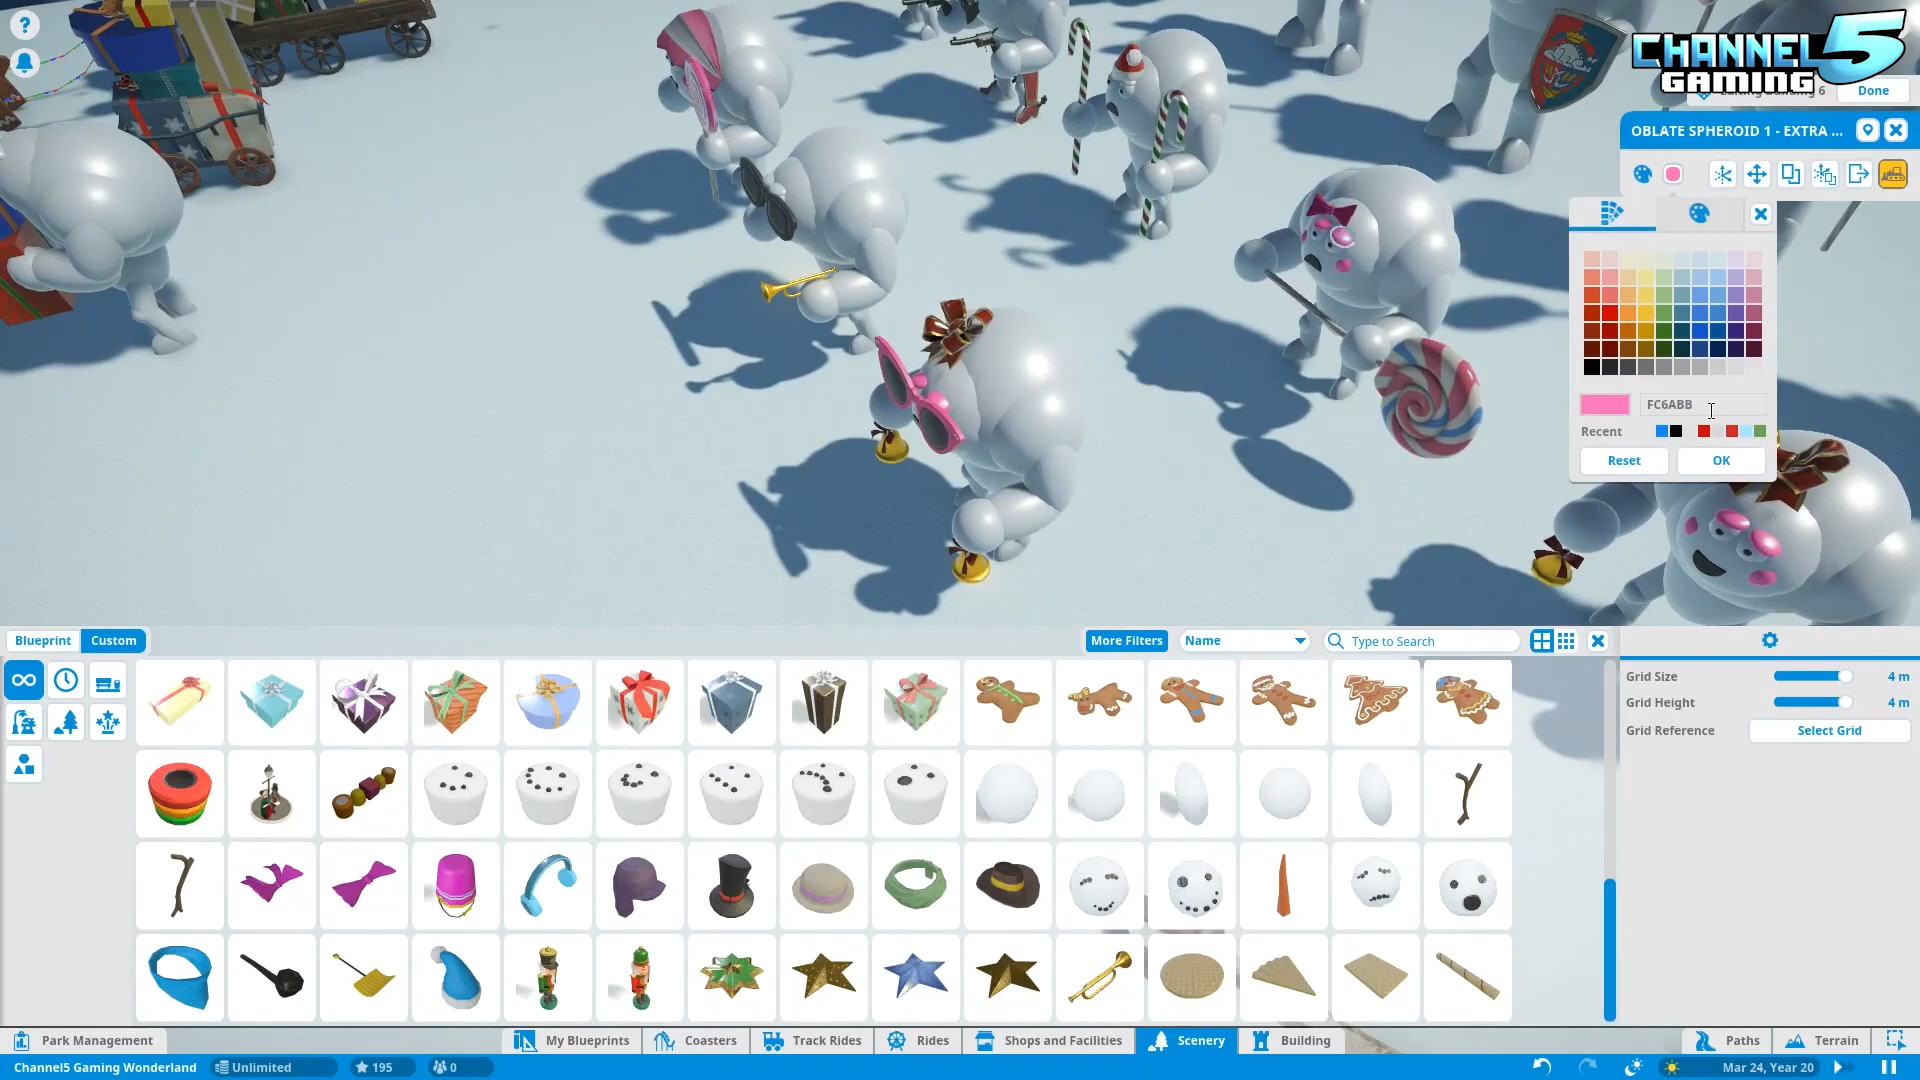 CHANNEL 5
GAMING
6
Done
OBLATE SPHEROID 1 - EXTRA ...
FC6ABB
Recent
Reset
OK
Blueprint
Custom
More Filters
Name
Type to Search
Grid Size
4 m
Grid Height
4 m
Grid Reference
Select Grid
Park Management
My Blueprints
Coasters
Track Rides
Rides
Shops and Facilities
Scenery
Building
Paths
Terrain
Channel5 Gaming Wonderland
Unlimited
195
0
Mar 24, Year 20